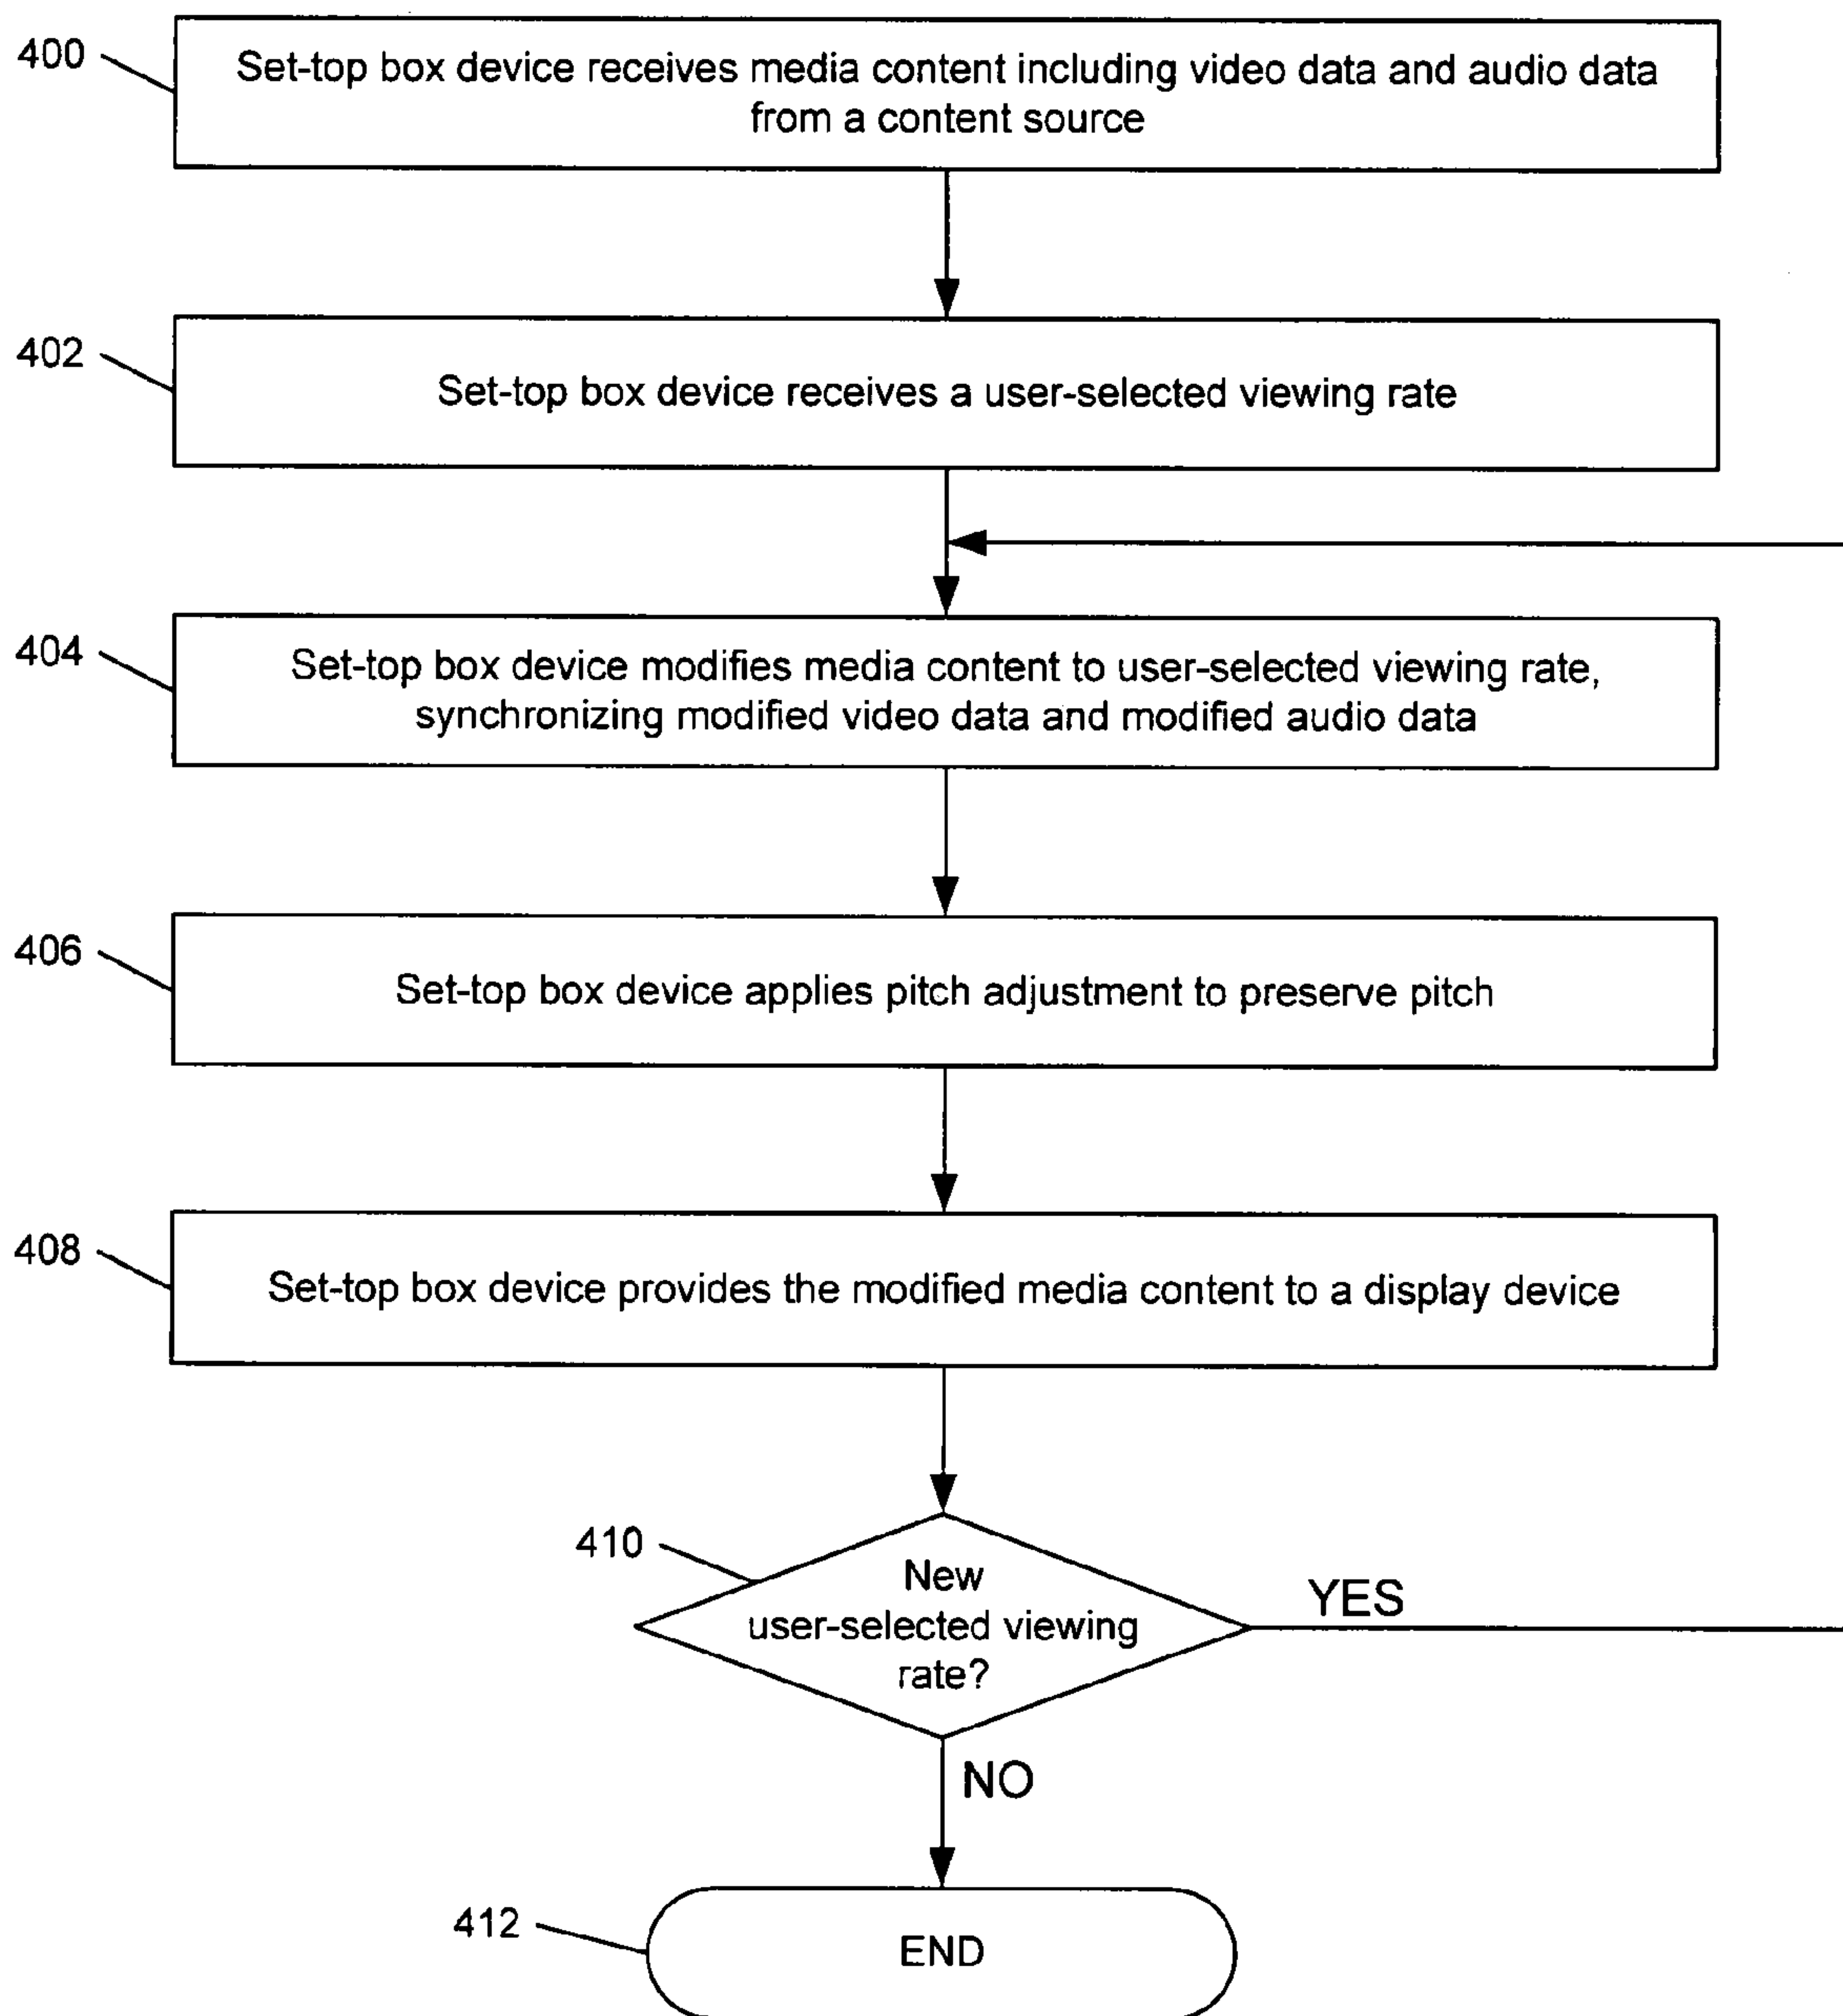 400
Set-top box device receives media content including video data and audio data
from a content source
402
Set-top box device receives a user-selected viewing rate
404
Set-top box device modifies media content to user-selected viewing rate,
synchronizing modified video data and modified audio data
406
Set-top box device applies pitch adjustment to preserve pitch
408
Set-top box device provides the modified media content to a display device
410
New
user-selected viewing
rate?
YES
NO
412
END